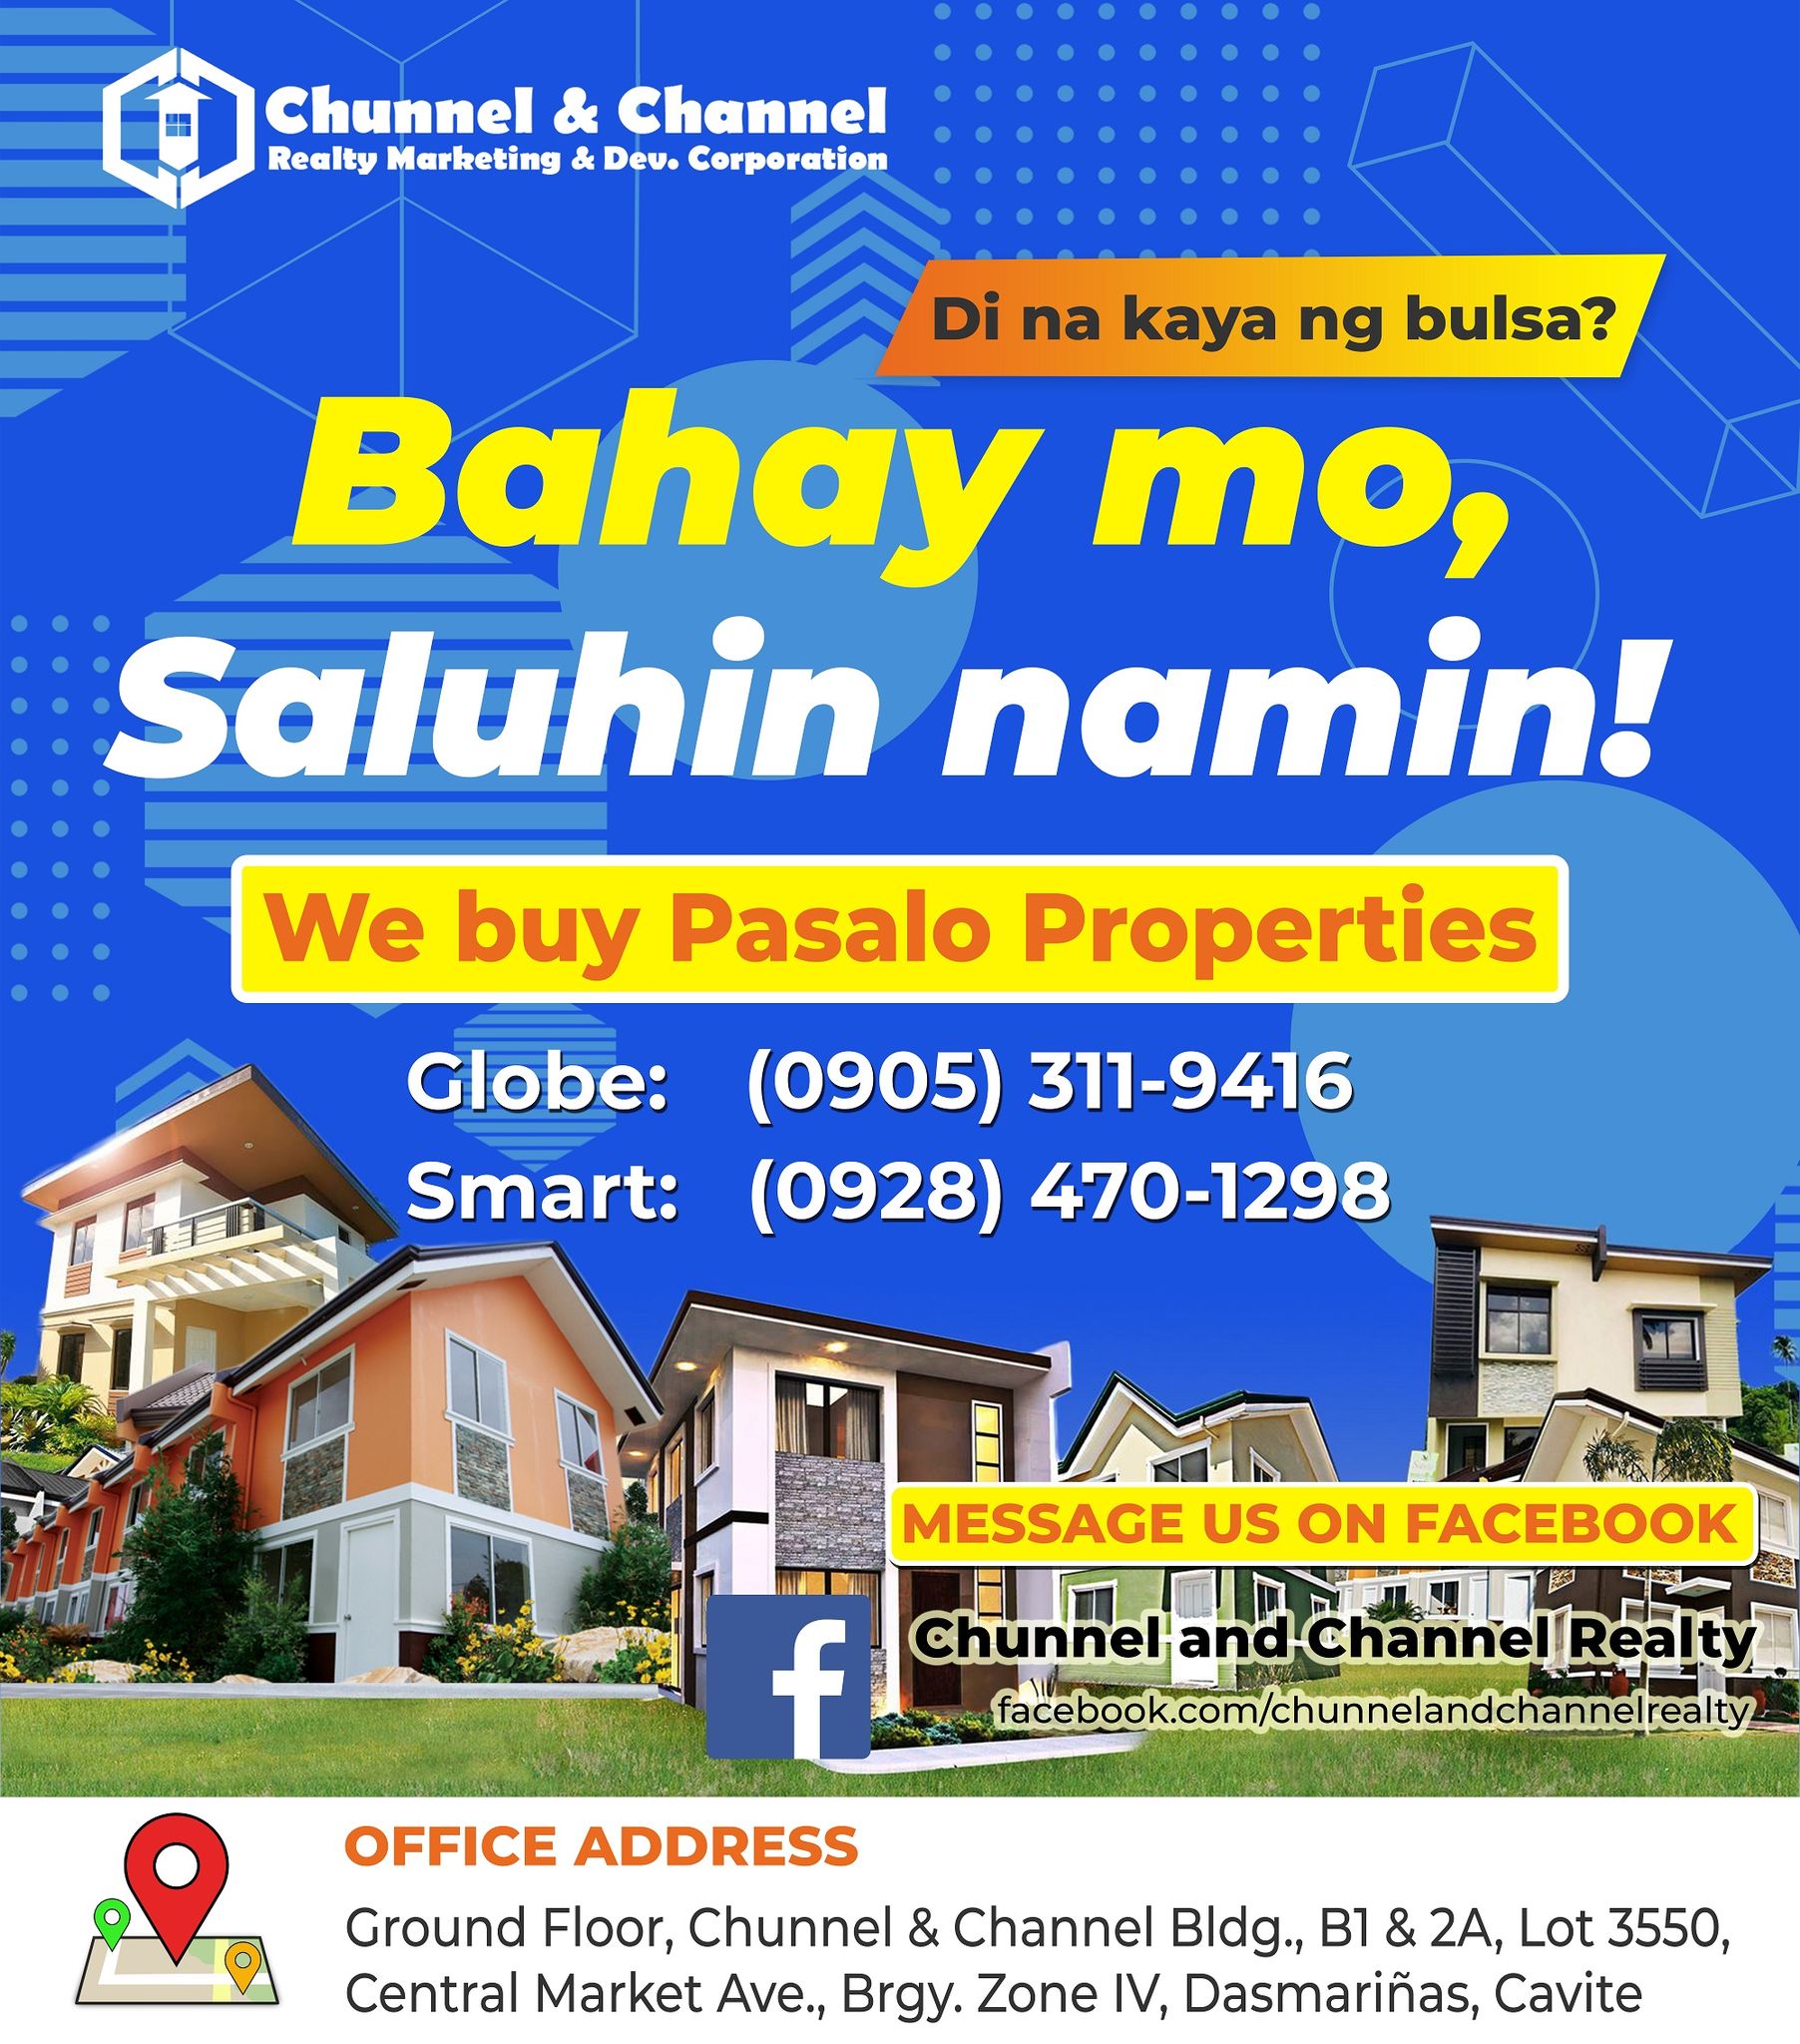 Chunnel & Channel
Realty Marketing & Dev. Corporation
Di na kaya ng bulsa?
Bahay mo,
Saluhin namin!
We buy Pasalo Properties
Globe: (0905) 311-9416
Smart: (0928) 470-1298
MESSAGE US ON FACEBOOK
f
Chunnel and Channel Realty
facebook.com/chunnelandchannelrealty
OFFICE ADDRESS
Ground Floor, Chunnel & Channel Bldg., B1 & 2A, Lot 3550,
Central Market Ave., Brgy. Zone IV, Dasmariñas, Cavite